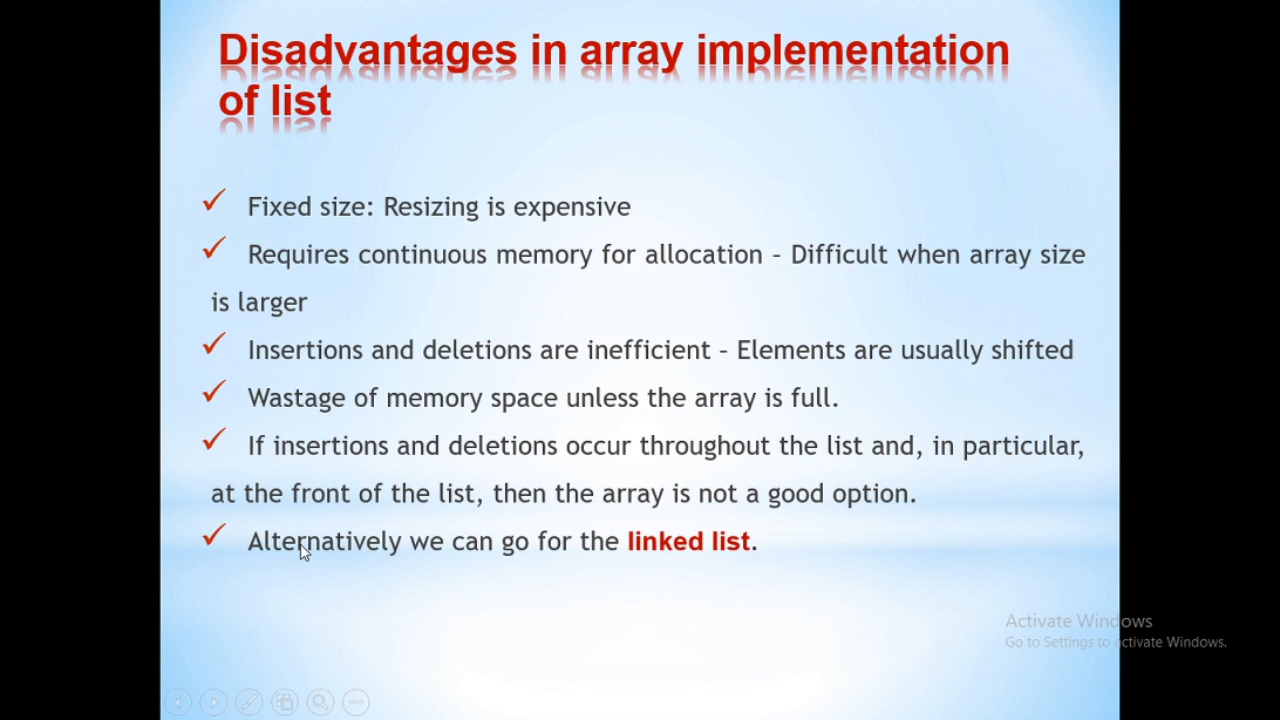 Disadvantages in array implementation
of list
Fixed size: Resizing is expensive
Requires continuous memory for allocation – Difficult when array size
is larger
Insertions and deletions are inefficient – Elements are usually shifted
Wastage of memory space unless the array is full.
If insertions and deletions occur throughout the list and, in particular,
at the front of the list, then the array is not a good option.
Alternatively we can go for the linked list.
Activate Windows
Go to Settings to activate Windows.